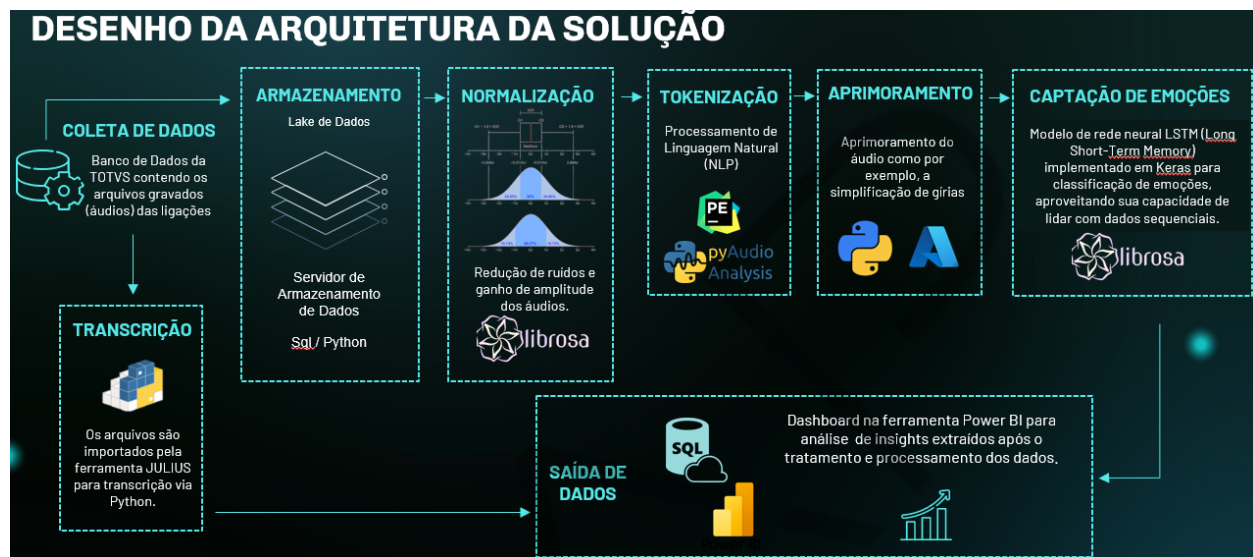 DESENHO DA ARQUITETURA DA SOLUÇÃO
COLETA DE DADOS
Banco de Dados da
TOTVS contendo os
arquivos gravados
(áudios) das ligações
TRANSCRIÇÃO
Os arquivos são
importados pela
ferramenta JULIUS
para transcrição via
Python.
ARMAZENAMENTO
Lake de Dados
Servidor de
Armazenamento
de Dados
Sql / Python
NORMALIZAÇÃO
Redução de ruídos e
ganho de amplitude
dos áudios.
librosa
TOKENIZAÇÃO
Processamento de
Linguagem Natural
(NLP)
PE
pyAudio
Analysis
APRIMORAMENTO
Aprimoramento do
áudio como por
exemplo, a
simplificação de gírias
CAPTAÇÃO DE EMOÇÕES
Modelo de rede neural LSTM (Long
Short-Term Memory)
implementado em Keras para
classificação de emoções,
aproveitando sua capacidade de
lidar com dados sequenciais.
librosa
SAÍDA DE
DADOS
SQL
Dashboard na ferramenta Power BI para
análise de insights extraídos após o
tratamento e processamento dos dados.